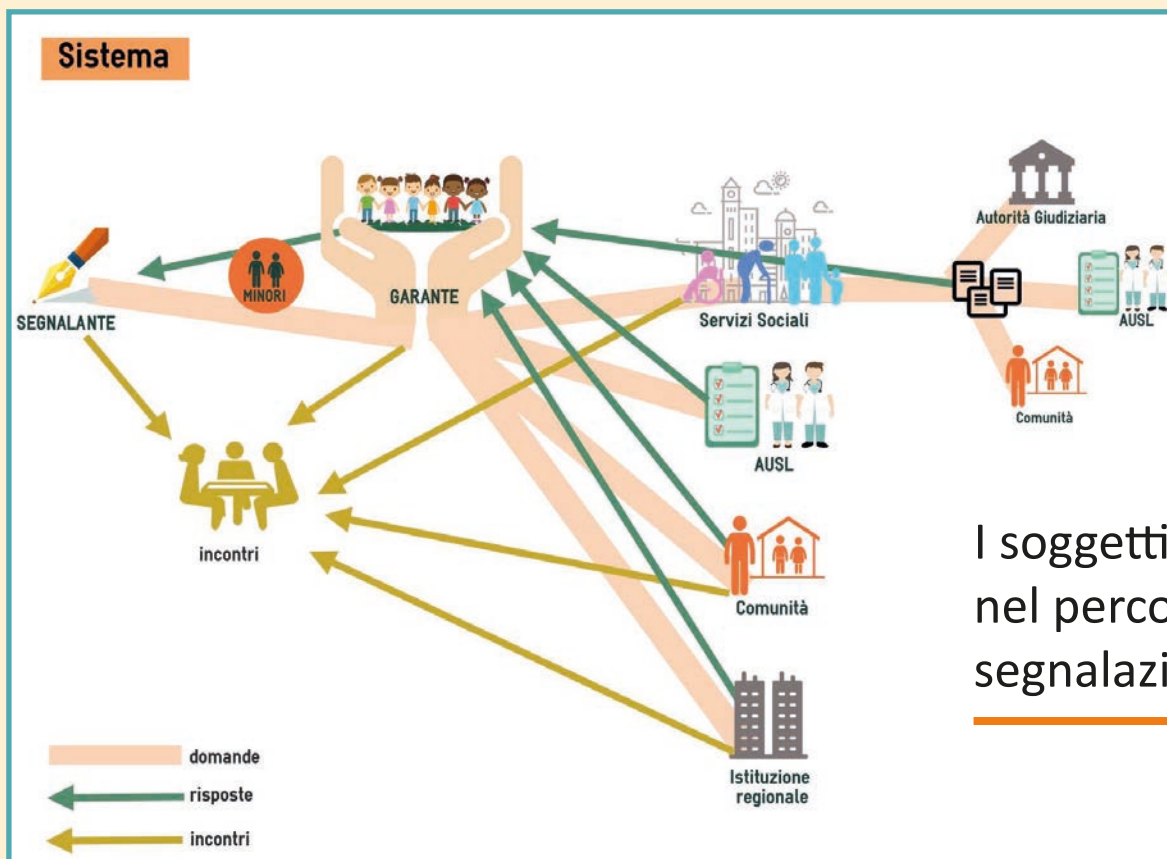 Sistema
Autorità Giudiziaria
MINORI
GARANTE
SEGNALANTE
Servizi Sociali
AUSL
Comunità
AUSL
incontri
Comunità
I soggetti
nel perco
segnalazi
Istituzione
regionale
domande
risposte
incontri